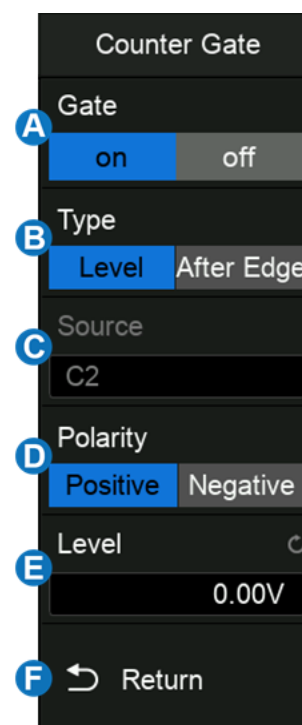 Counter Gate
A
Gate
on off
B
Type
Level After Edge
C
Source
C2
D
Polarity
Positive Negative
E
Level
0.00V
F
Return